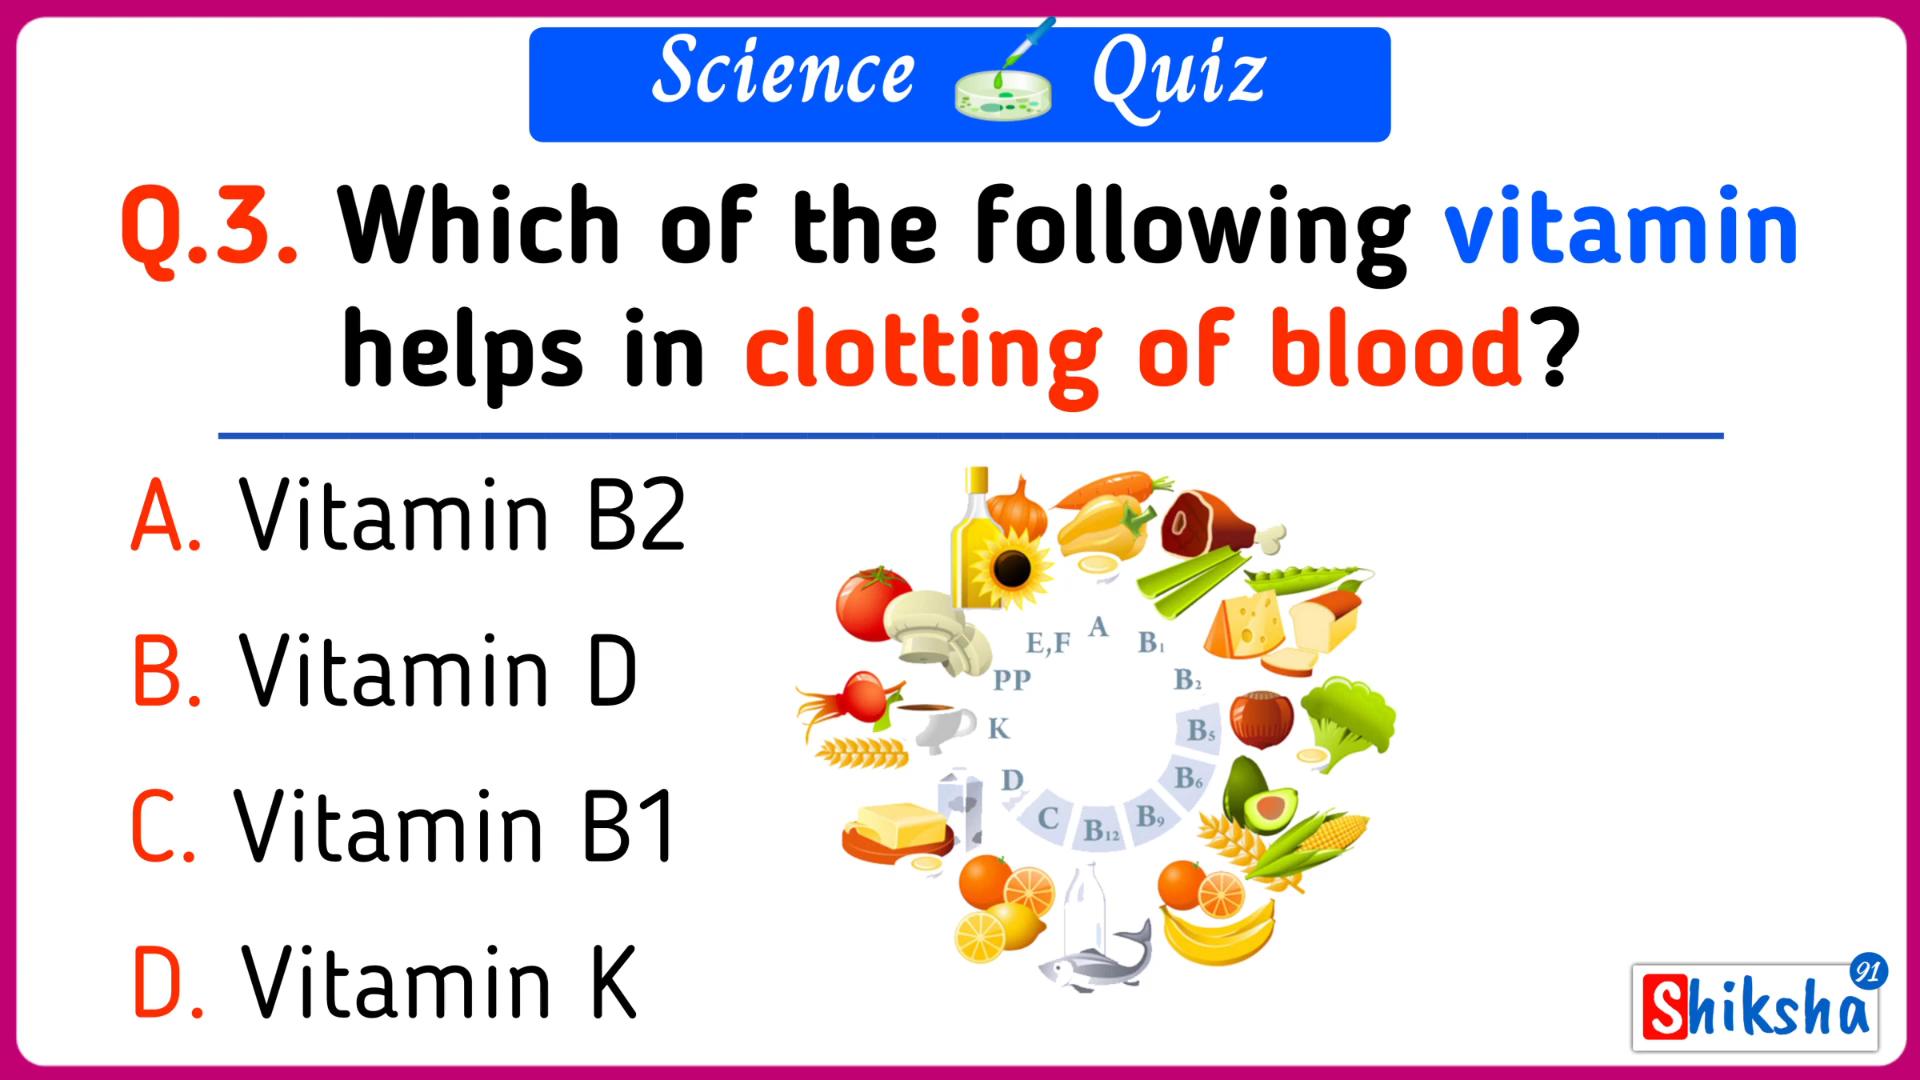 Science Quiz
Q.3. Which of the following vitamin
helps in clotting of blood?
A. Vitamin B2
B. Vitamin D
C. Vitamin B1
D. Vitamin K
E,F A B1
PP B2
K B5
D B6
C B12 B9
Shiksha 91